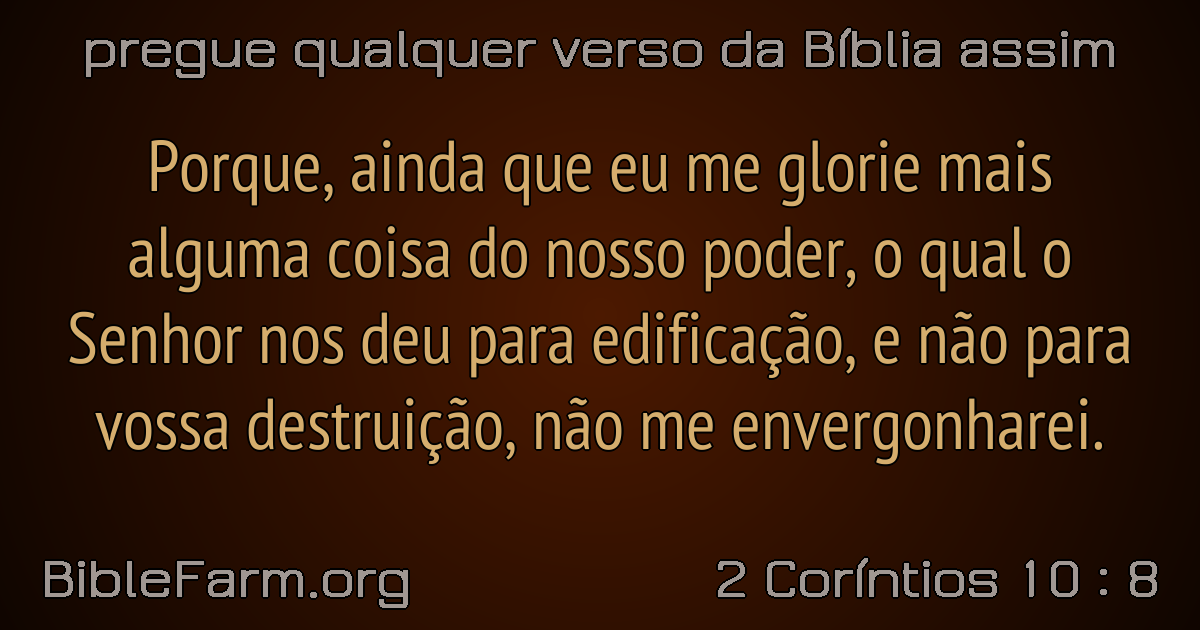 pregue qualquer verso da Bíblia assim
Porque, ainda que eu me glorie mais
alguma coisa do nosso poder, o qual o
Senhor nos deu para edificação, e não para
vossa destruição, não me envergonharei.
BibleFarm.org
2 Coríntios 10 : 8